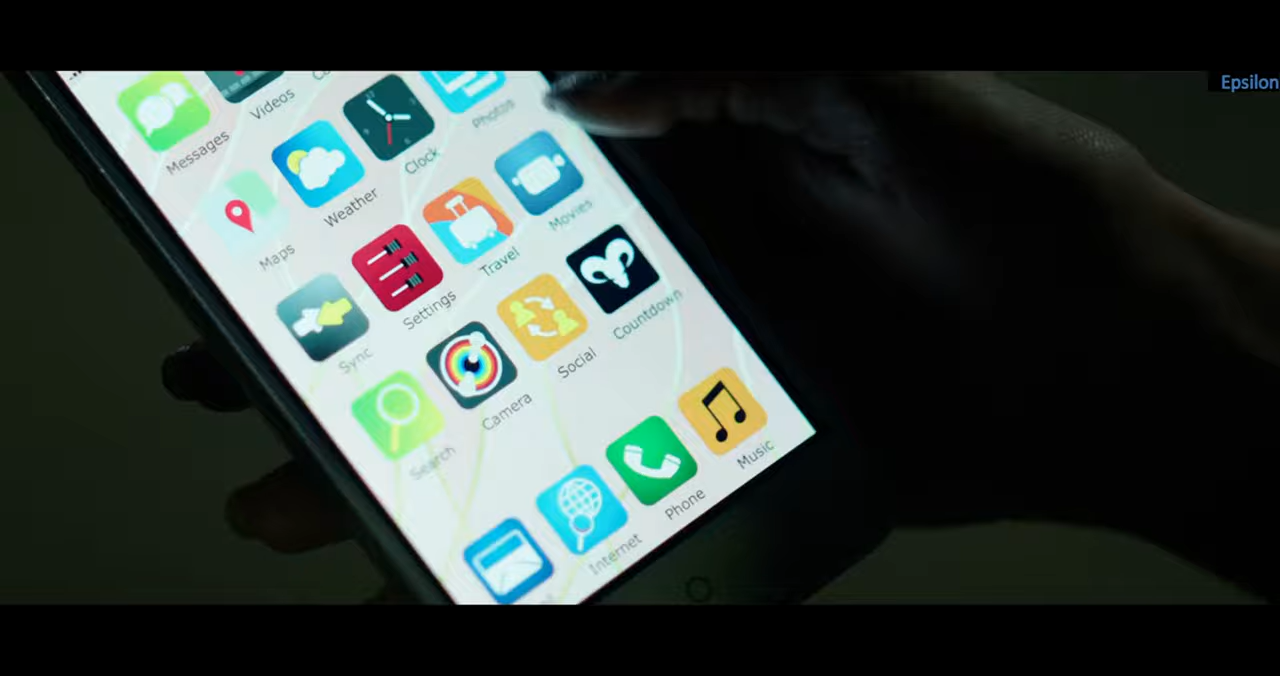 Epsilon
Videos
Messages
Photos
Clock
Weather
Maps
Movies
Travel
Settings
Sync
Countdown
Social
Camera
Search
Music
Phone
Internet